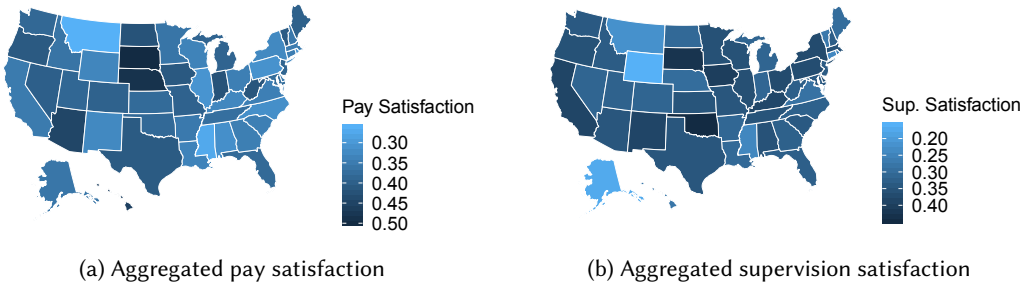 Pay Satisfaction
0.30
0.35
0.40
0.45
0.50
Sup. Satisfaction
0.20
0.25
0.30
0.35
0.40
(a) Aggregated pay satisfaction
(b) Aggregated supervision satisfaction